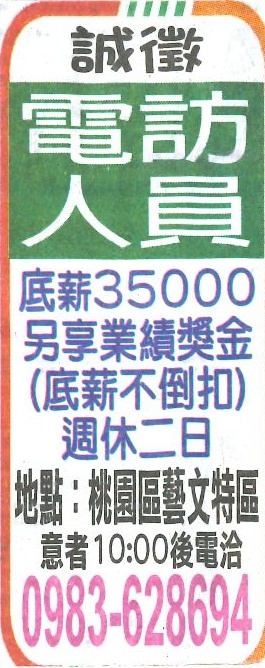 誠徵
電訪
人員
底薪35000
另享業績獎金
(底薪不倒扣)
週休二日
地點：桃園區藝文特區
意者10:00後電洽
0983-628694